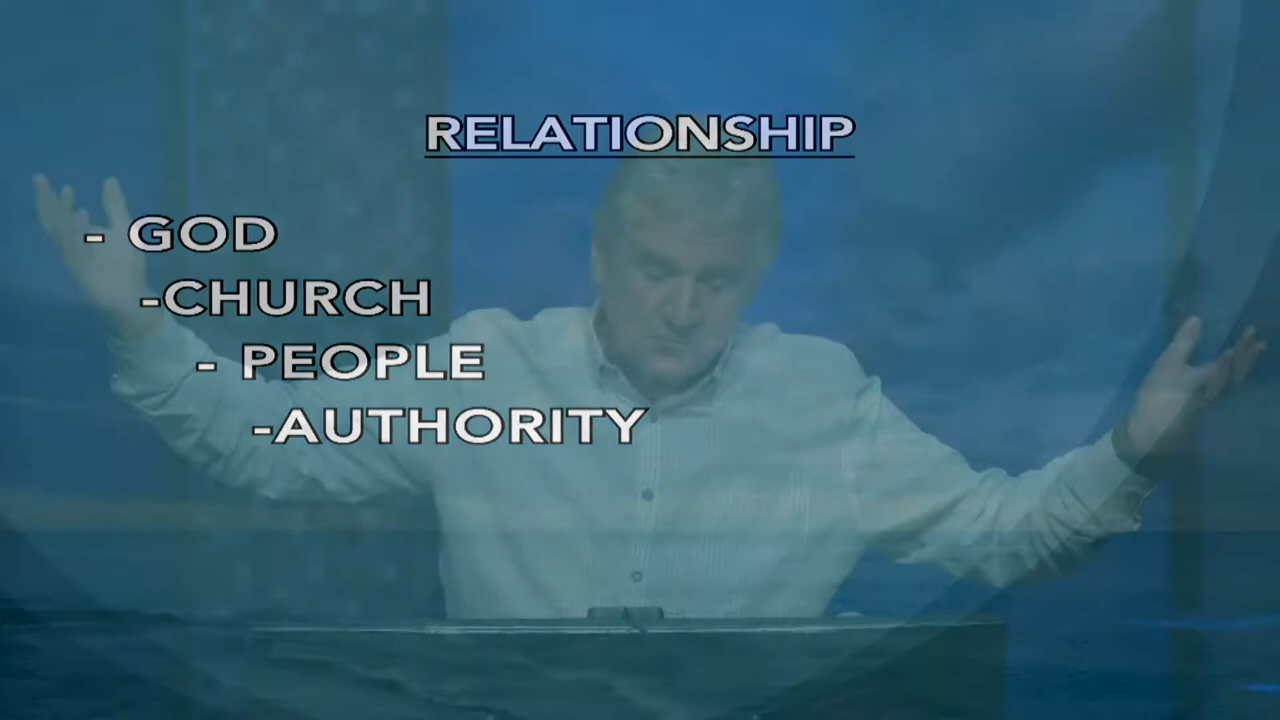 RELATIONSHIP
- GOD
-CHURCH
- PEOPLE
-AUTHORITY